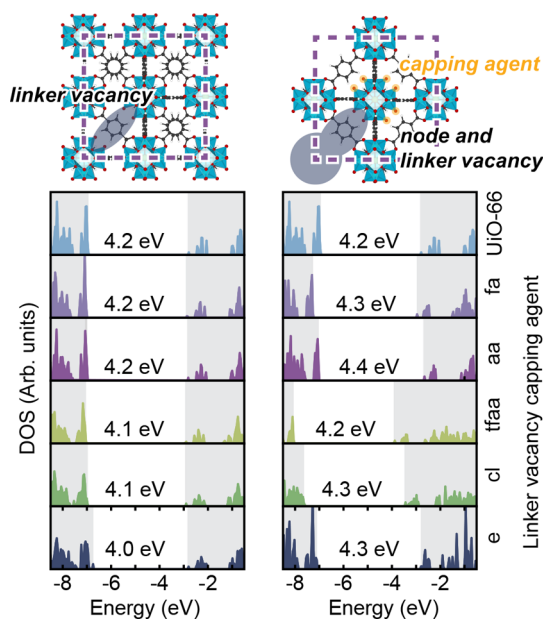 linker vacancy
capping agent
node and
linker vacancy
DOS (Arb. units)
4.2 eV
4.2 eV
4.2 eV
4.1 eV
4.1 eV
4.0 eV
-8 -6 -4 -2
Energy (eV)
4.2 eV
4.3 eV
4.4 eV
4.2 eV
4.3 eV
4.3 eV
-8 -6 -4 -2
Energy (eV)
UiO-66
fa
aa
tfaa
cl
e
Linker vacancy capping agent